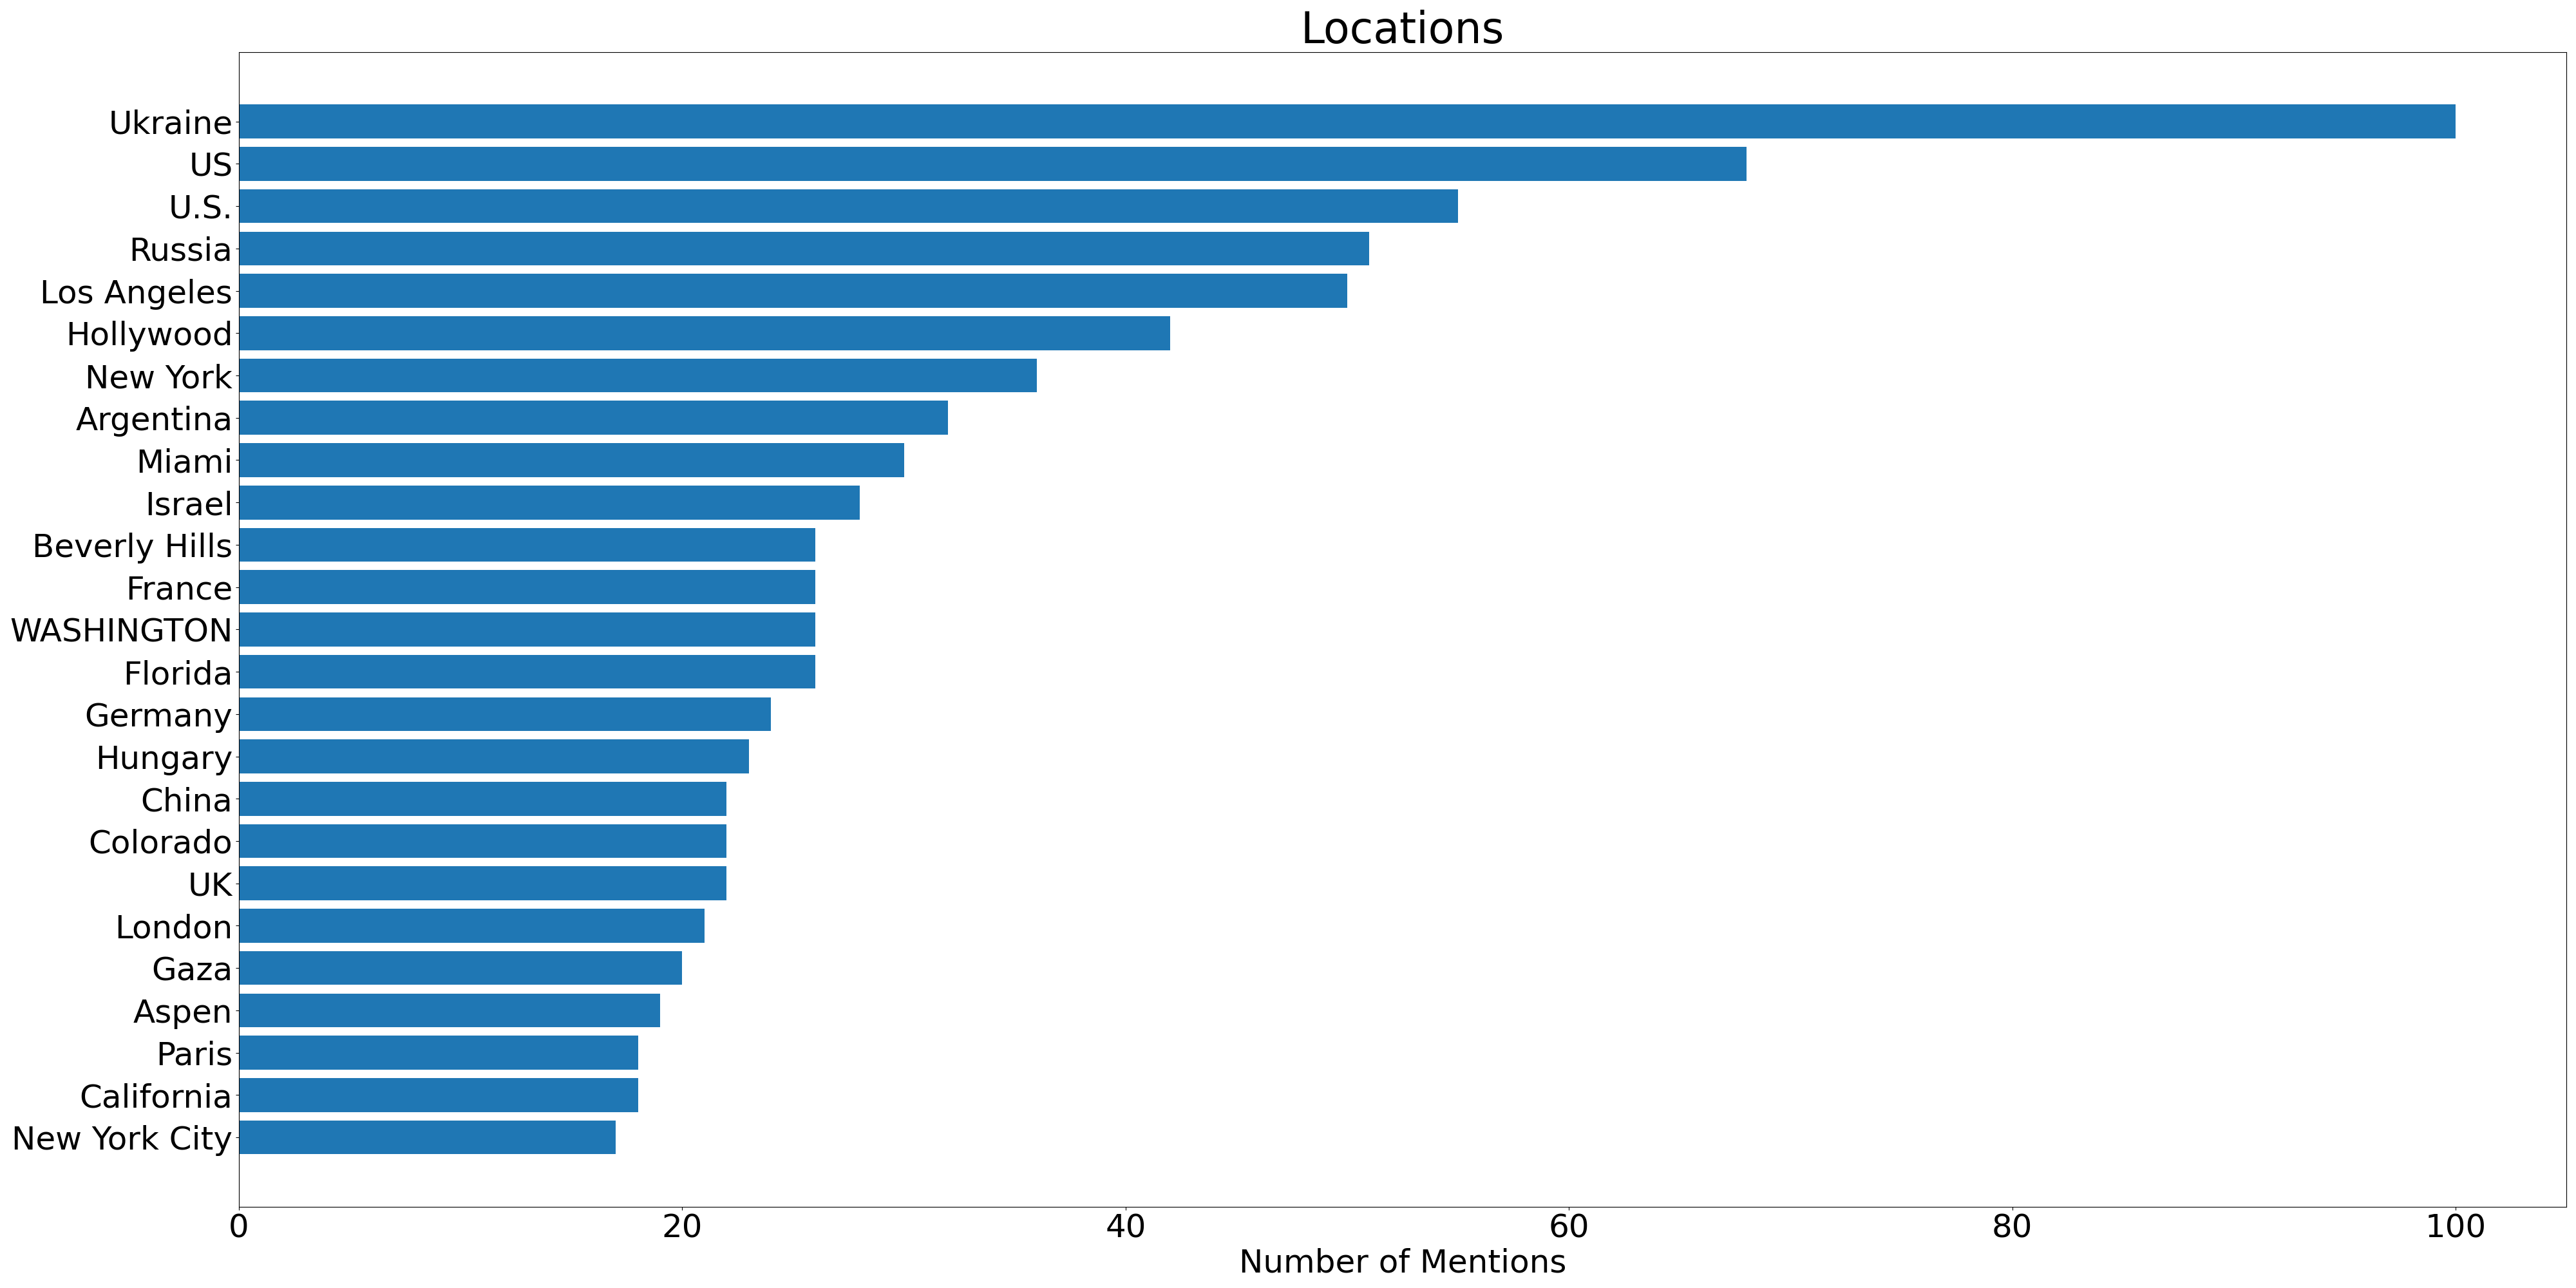 Locations
Ukraine
US
U.S.
Russia
Los Angeles
Hollywood
New York
Argentina
Miami
Israel
Beverly Hills
France
WASHINGTON
Florida
Germany
Hungary
China
Colorado
UK
London
Gaza
Aspen
Paris
California
New York City
0 20 40 60 80 100
Number of Mentions